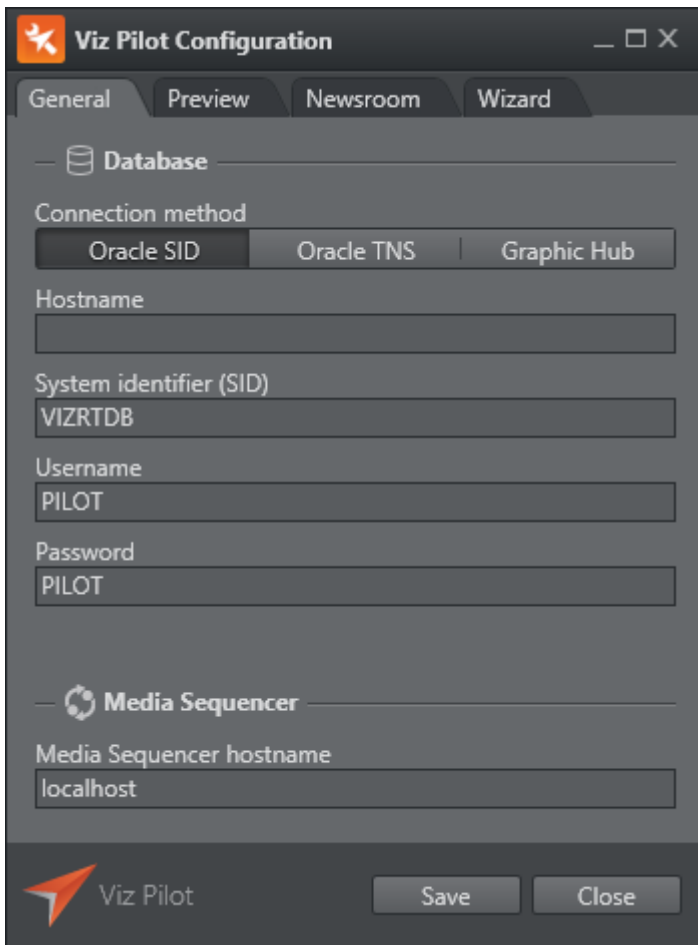 Viz Pilot Configuration
General Preview Newsroom Wizard
Database
Connection method
Oracle SID Oracle TNS Graphic Hub
Hostname
System identifier (SID)
VIZRTDB
Username
PILOT
Password
PILOT
Media Sequencer
Media Sequencer hostname
localhost
Viz Pilot Save Close